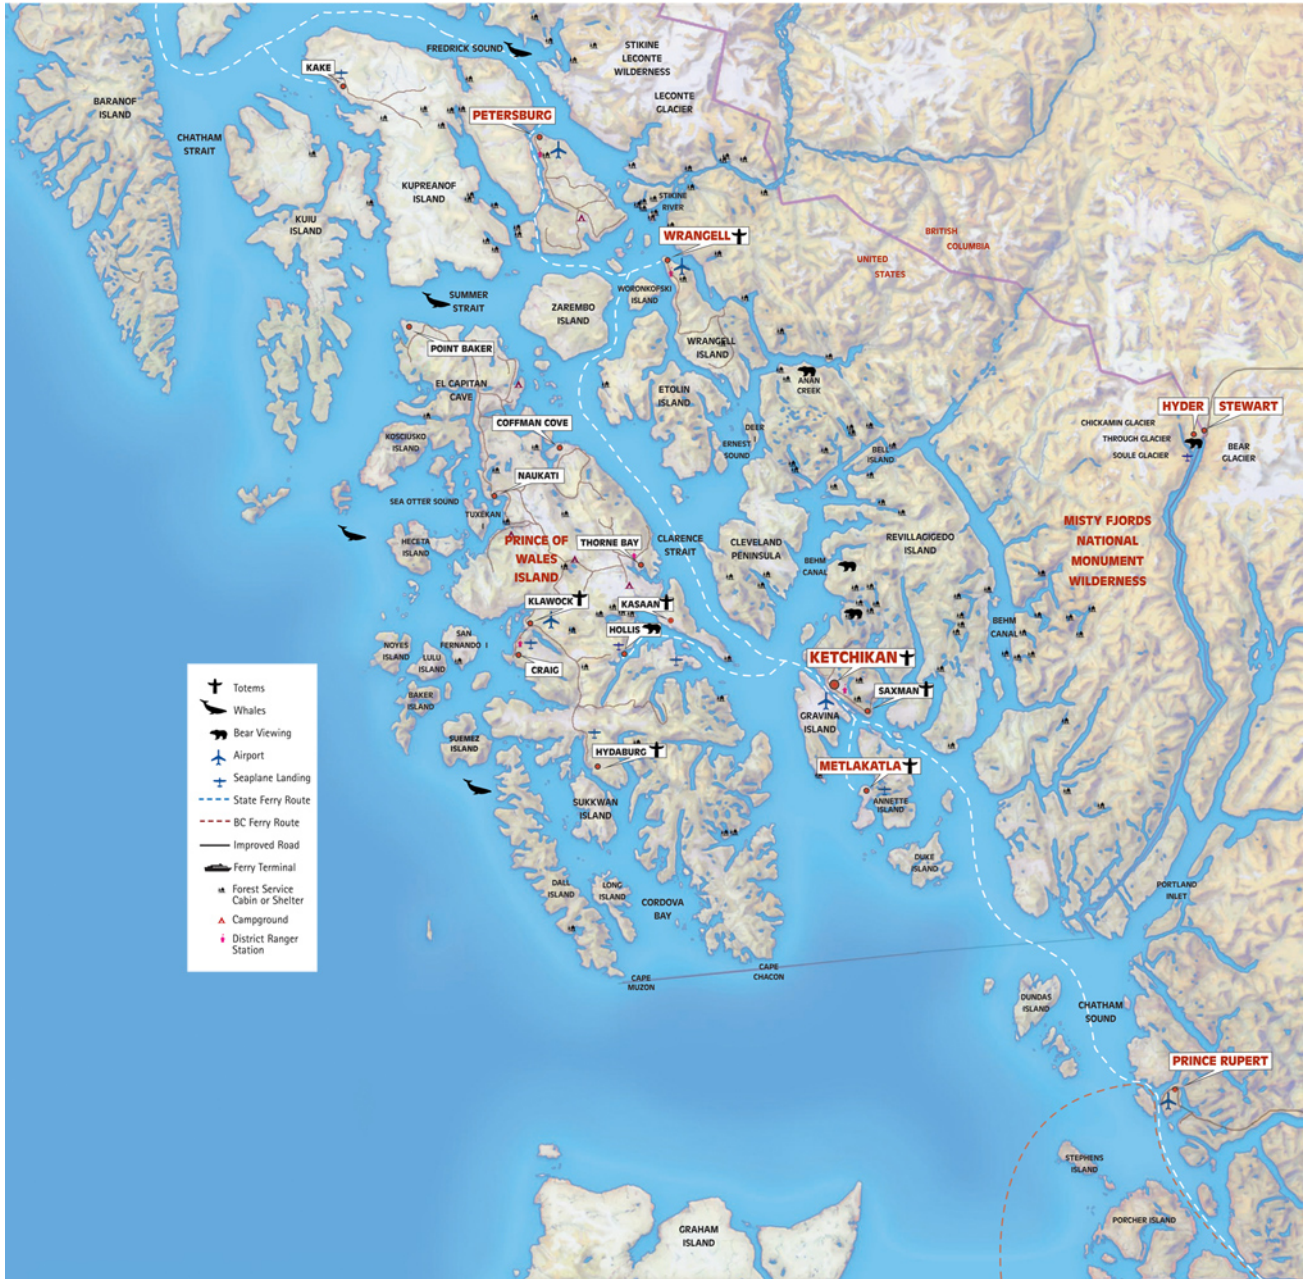 FREDRICK SOUND
STIKINE
LECONTE
WILDERNESS
KAKE
LECONTE
GLACIER
BARANOF
ISLAND
PETERSBURG
CHATHAM
STRAIT
KUPREANOF
ISLAND
STIKINE
RIVER
KUIU
ISLAND
WRANGELL
BRITISH
COLUMBIA
UNITED
STATES
WORONKOFSKI
ISLAND
SUMMER
STRAIT
ZAREMBO
ISLAND
WRANGELL
ISLAND
POINT BAKER
ANAN
CREEK
EL CAPITAN
CAVE
ETOLIN
ISLAND
HYDER
STEWART
CHICKAMIN GLACIER
THROUGH GLACIER
SOULE GLACIER
BEAR
GLACIER
COFFMAN COVE
DEER
I
KOSCIUSKO
ISLAND
ERNEST
SOUND
BELL
ISLAND
NAUKATI
SEA OTTER SOUND
TUXEKAN
I
MISTY FJORDS
NATIONAL
MONUMENT
WILDERNESS
HECETA
ISLAND
PRINCE OF
WALES
ISLAND
THORNE BAY
CLARENCE
STRAIT
CLEVELAND
PENINSULA
REVILLAGIGEDO
ISLAND
BEHM
CANAL
KLAWOCK
KASAAN
HOLLIS
BEHM
CANAL
NOYES
ISLAND
SAN
FERNANDO I
LULU
ISLAND
CRAIG
KETCHIKAN
SAXMAN
BAKER
ISLAND
GRAVINA
ISLAND
SUEMEZ
ISLAND
HYDABURG
METLAKATLA
ANNETTE
ISLAND
SUKKWAN
ISLAND
DUKE
ISLAND
DALL
ISLAND
LONG
ISLAND
CORDOVA
BAY
PORTLAND
INLET
CAPE
MUZON
CAPE
CHACON
DUNDAS
ISLAND
CHATHAM
SOUND
PRINCE RUPERT
STEPHENS
ISLAND
PORCHER ISLAND
GRAHAM
ISLAND
Totems
Whales
Bear Viewing
Airport
Seaplane Landing
State Ferry Route
BC Ferry Route
Improved Road
Ferry Terminal
Forest Service
Cabin or Shelter
Campground
District Ranger
Station